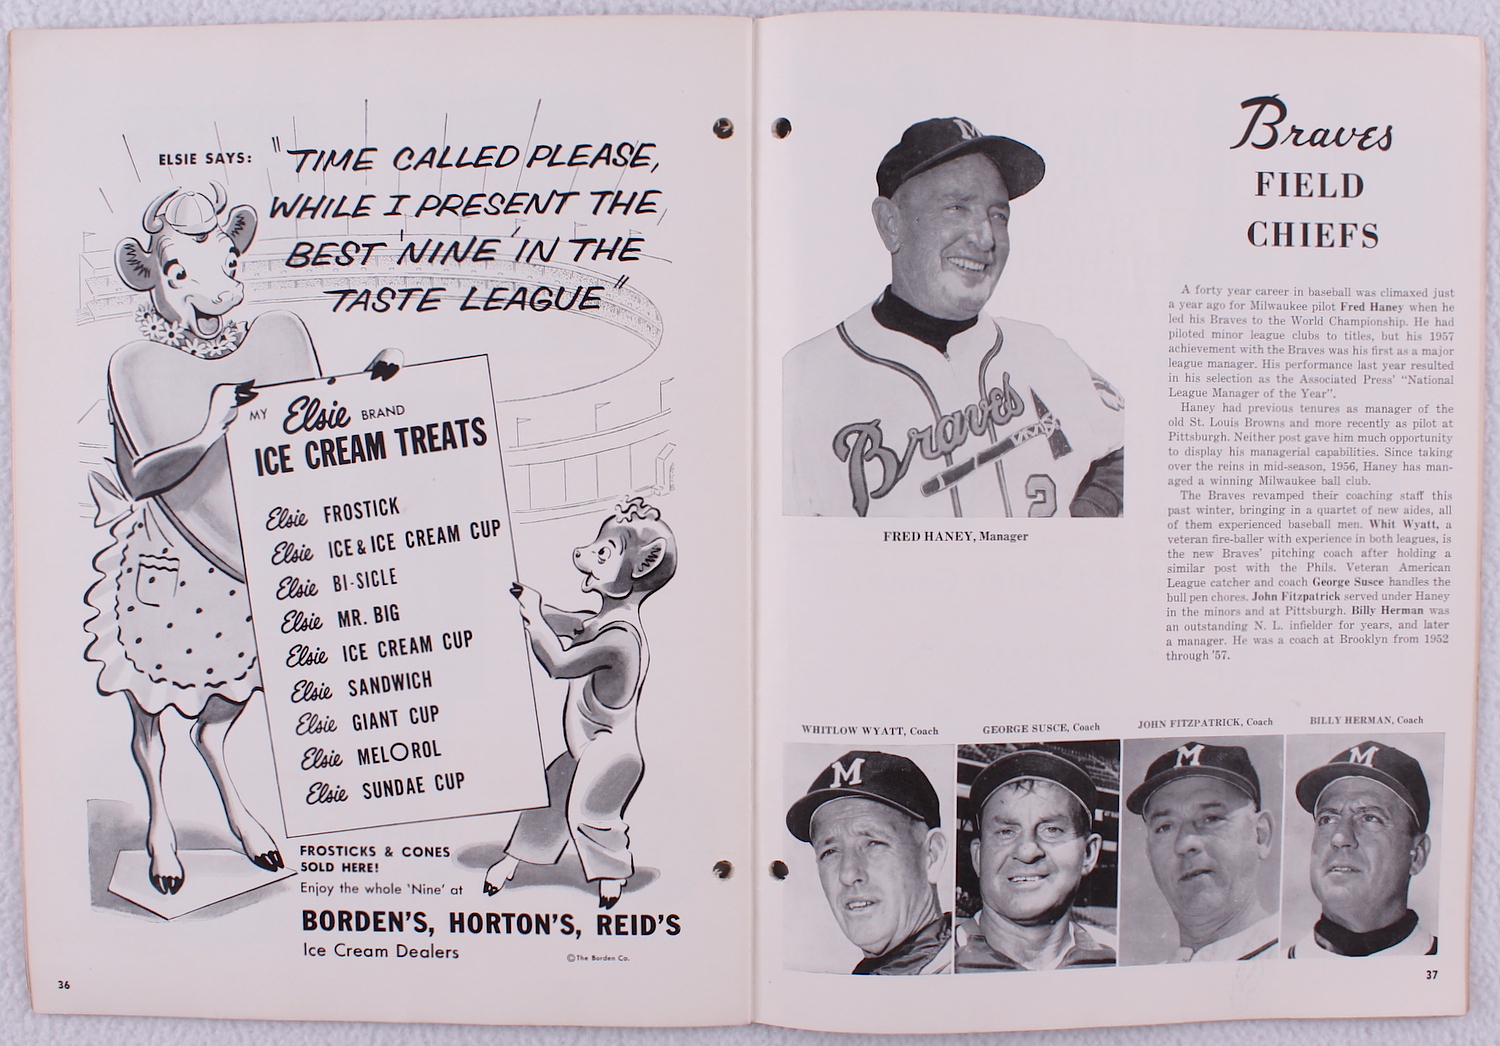 ELSIE SAYS: "TIME CALLED PLEASE,
WHILE I PRESENT THE
BEST 'NINE' IN THE
TASTE LEAGUE"
MY Elsie BRAND
ICE CREAM TREATS
Elsie FROSTICK
Elsie ICE & ICE CREAM CUP
Elsie BI-SICLE
Elsie MR. BIG
Elsie ICE CREAM CUP
Elsie SANDWICH
Elsie GIANT CUP
Elsie MELOROL
Elsie SUNDAE CUP
FROSTICKS & CONES
SOLD HERE!
Enjoy the whole 'Nine' at
BORDEN'S, HORTON'S, REID'S
Ice Cream Dealers
©The Borden Co.
36
M
Braves
2
FRED HANEY, Manager
Braves
FIELD
CHIEFS
A forty year career in baseball was climaxed just
a year ago for Milwaukee pilot Fred Haney when he
led his Braves to the World Championship. He had
piloted minor league clubs to titles, but his 1957
achievement with the Braves was his first as a major
league manager. His performance last year resulted
in his selection as the Associated Press' "National
League Manager of the Year".
Haney had previous tenures as manager of the
old St. Louis Browns and more recently as pilot at
Pittsburgh. Neither post gave him much opportunity
to display his managerial capabilities. Since taking
over the reins in mid-season, 1956, Haney has man-
aged a winning Milwaukee ball club.
The Braves revamped their coaching staff this
past winter, bringing in a quartet of new aides, all
of them experienced baseball men. Whit Wyatt, a
veteran fire-baller with experience in both leagues, is
the new Braves' pitching coach after holding a
similar post with the Phils. Veteran American
League catcher and coach George Susce handles the
bull pen chores. John Fitzpatrick served under Haney
in the minors and at Pittsburgh. Billy Herman was
an outstanding N. L. infielder for years, and later
a manager. He was a coach at Brooklyn from 1952
through '57.
WHITLOW WYATT, Coach
GEORGE SUSCE, Coach
JOHN FITZPATRICK, Coach
BILLY HERMAN, Coach
M
M
M
37